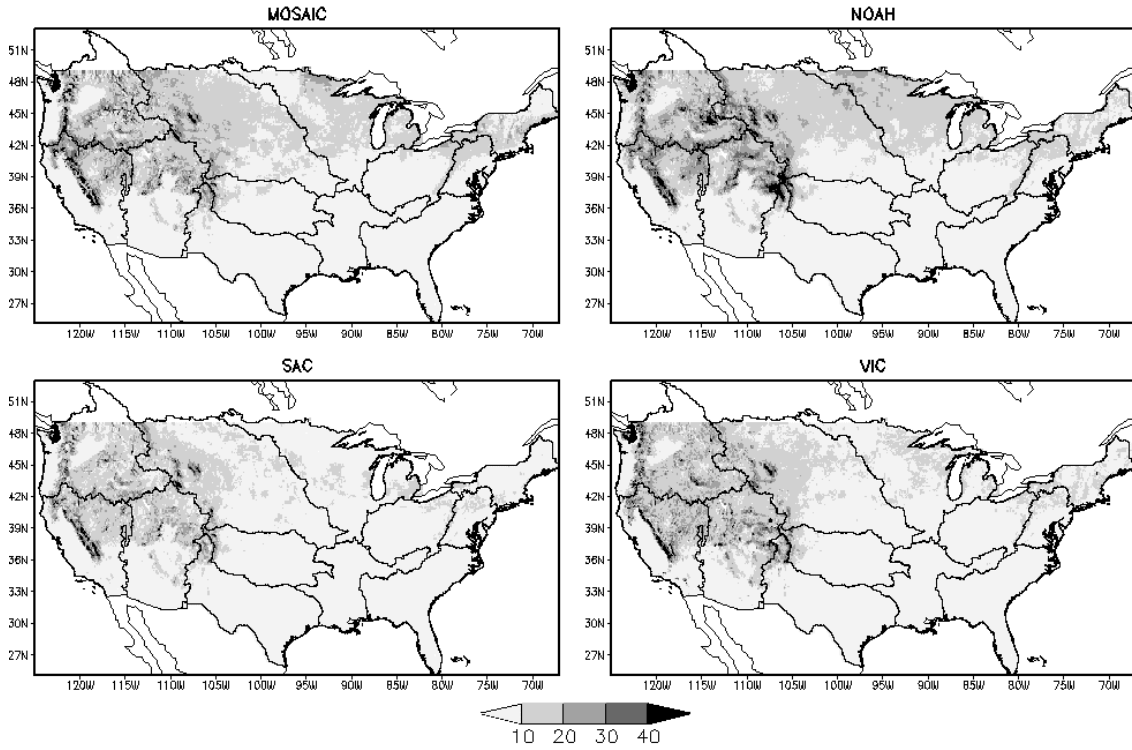 MOSAIC NOAH
51N 51N
48N 48N
45N 45N
42N 42N
39N 39N
36N 36N
33N 33N
30N 30N
27N 27N
120W 115W 110W 105W 100W 95W 90W 85W 80W 75W 70W 120W 115W 110W 105W 100W 95W 90W 85W 80W 75W 70W
SAC VIC
51N 51N
48N 48N
45N 45N
42N 42N
39N 39N
36N 36N
33N 33N
30N 30N
27N 27N
120W 115W 110W 105W 100W 95W 90W 85W 80W 75W 70W 120W 115W 110W 105W 100W 95W 90W 85W 80W 75W 70W
10 20 30 40